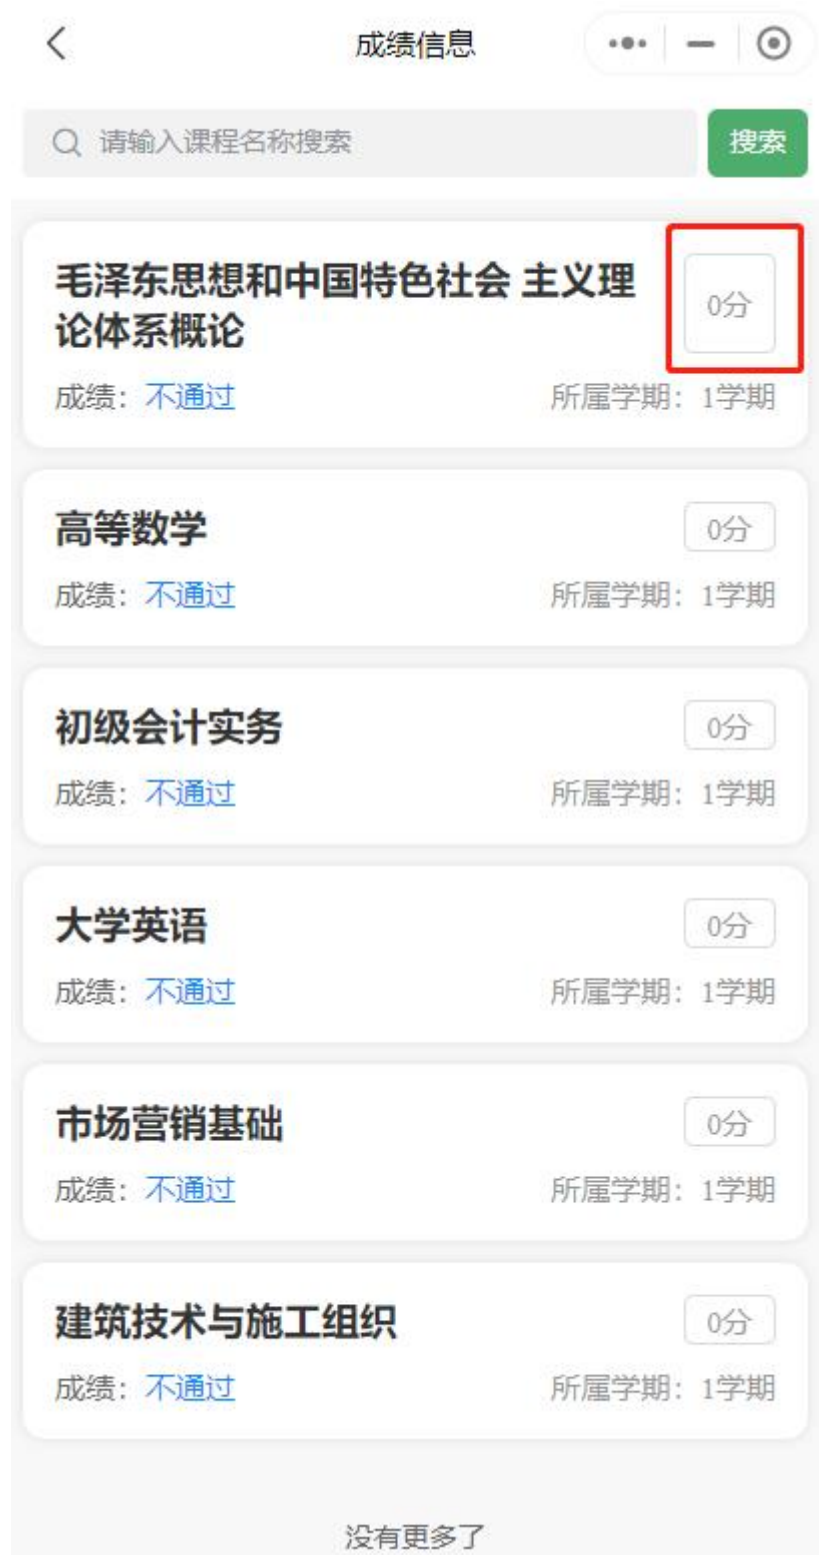 成绩信息
请输入课程名称搜索 搜索
毛泽东思想和中国特色社会 主义理
论体系概论
0分
成绩：不通过 所属学期：1学期
高等数学 0分
成绩：不通过 所属学期：1学期
初级会计实务 0分
成绩：不通过 所属学期：1学期
大学英语 0分
成绩：不通过 所属学期：1学期
市场营销基础 0分
成绩：不通过 所属学期：1学期
建筑技术与施工组织 0分
成绩：不通过 所属学期：1学期
没有更多了